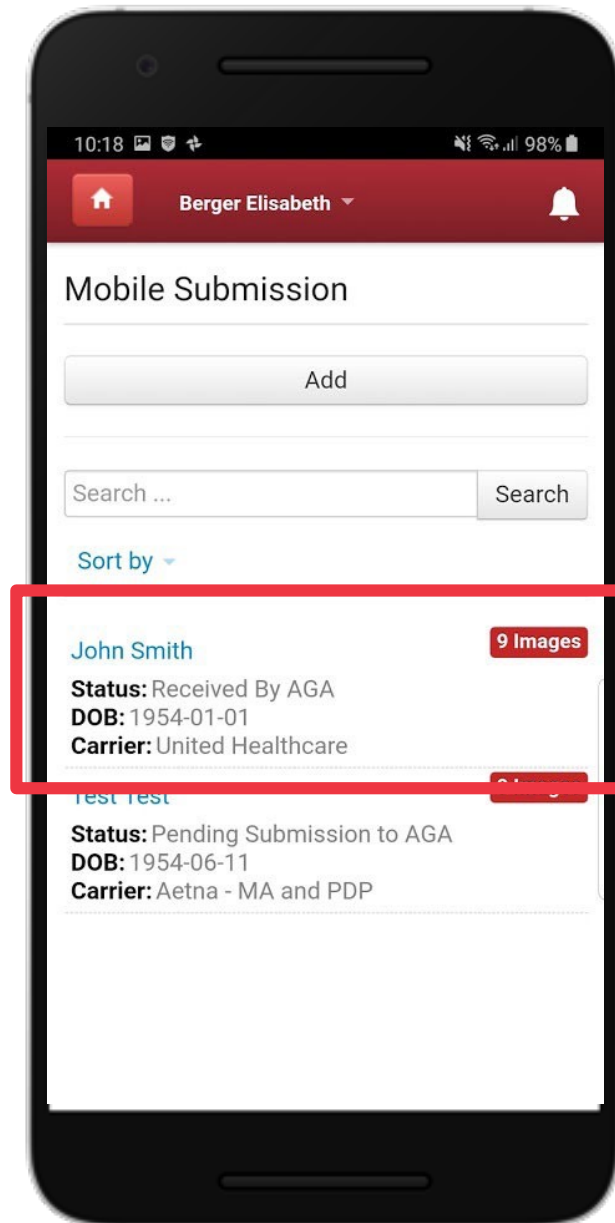 10:18 98%
Berger Elisabeth
Mobile Submission
Add
Search ... Search
Sort by
John Smith 9 Images
Status: Received By AGA
DOB: 1954-01-01
Carrier: United Healthcare
Test Test
Status: Pending Submission to AGA
DOB: 1954-06-11
Carrier: Aetna - MA and PDP